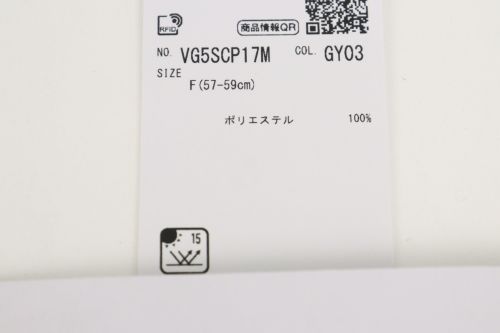 RFID 商品情報QR
NO. VG5SCP17M COL. GY03
SIZE
F(57-59cm)
ポリエステル 100%
15